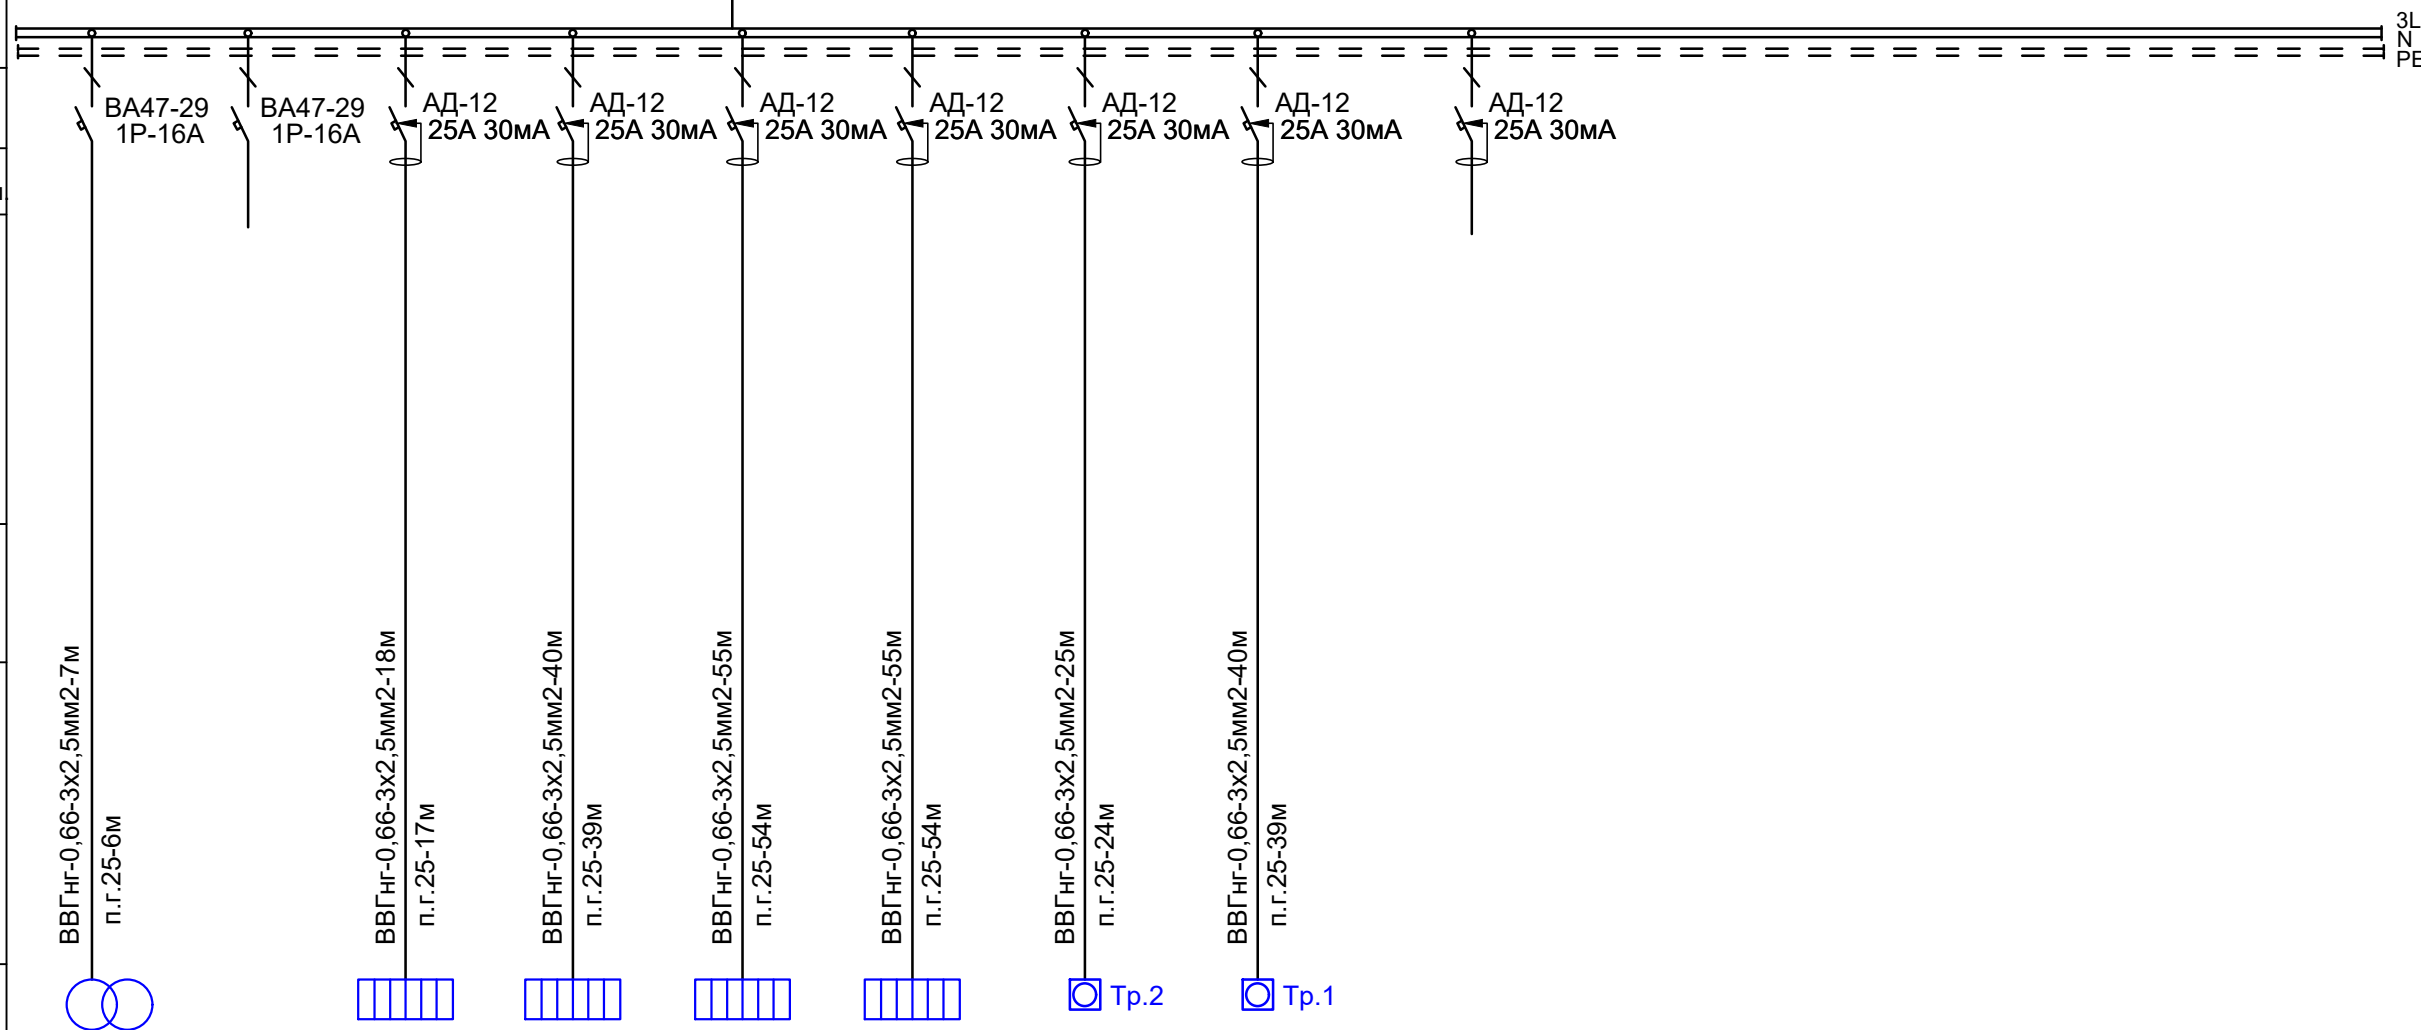 3L
N
PE
ВА47-29
1Р-16А
ВА47-29
1Р-16А
АД-12
25А 30мА
АД-12
25А 30мА
АД-12
25А 30мА
АД-12
25А 30мА
АД-12
25А 30мА
АД-12
25А 30мА
АД-12
25А 30мА
ВВГнг-0,66-3х2,5мм2-7м
п.г.25-6м
ВВГнг-0,66-3х2,5мм2-18м
п.г.25-17м
ВВГнг-0,66-3х2,5мм2-40м
п.г.25-39м
ВВГнг-0,66-3х2,5мм2-55м
п.г.25-54м
ВВГнг-0,66-3х2,5мм2-55м
п.г.25-54м
ВВГнг-0,66-3х2,5мм2-25м
п.г.25-24м
ВВГнг-0,66-3х2,5мм2-40м
п.г.25-39м
Тр.2
Тр.1